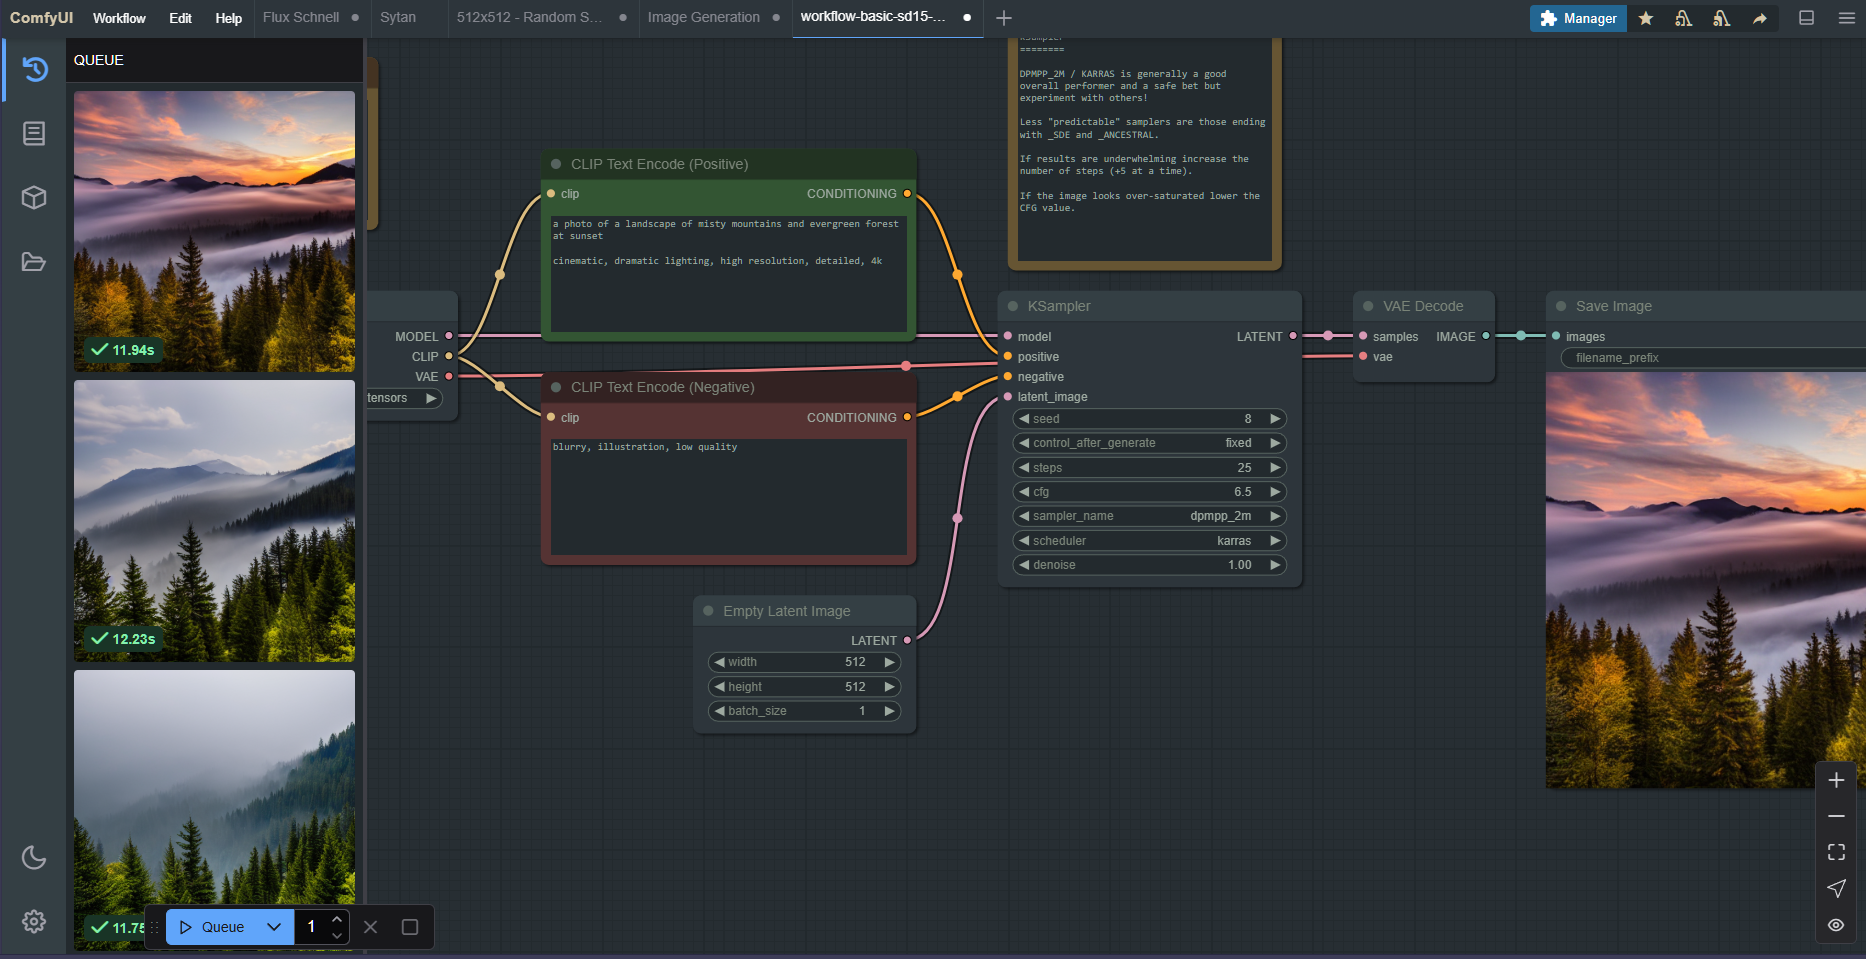 ComfyUI
Workflow
Edit
Help
Flux Schnell
Sytan
512x512 - Random S...
Image Generation
workflow-basic-sd15-...
Manager
QUEUE
11.94s
12.23s
11.75
Queue
1
MODEL
CLIP
VAE
tensors
CLIP Text Encode (Positive)
clip
CONDITIONING
a photo of a landscape of misty mountains and evergreen forest
at sunset
cinematic, dramatic lighting, high resolution, detailed, 4k
CLIP Text Encode (Negative)
clip
CONDITIONING
blurry, illustration, low quality
Empty Latent Image
LATENT
width 512
height 512
batch_size 1
========
DPMPP_2M / KARRAS is generally a good
overall performer and a safe bet but
experiment with others!
Less "predictable" samplers are those ending
with _SDE and _ANCESTRAL.
If results are underwhelming increase the
number of steps (+5 at a time).
If the image looks over-saturated lower the
CFG value.
KSampler
model LATENT
positive
negative
latent_image
seed 8
control_after_generate fixed
steps 25
cfg 6.5
sampler_name dpmpp_2m
scheduler karras
denoise 1.00
VAE Decode
samples IMAGE
vae
Save Image
images
filename_prefix